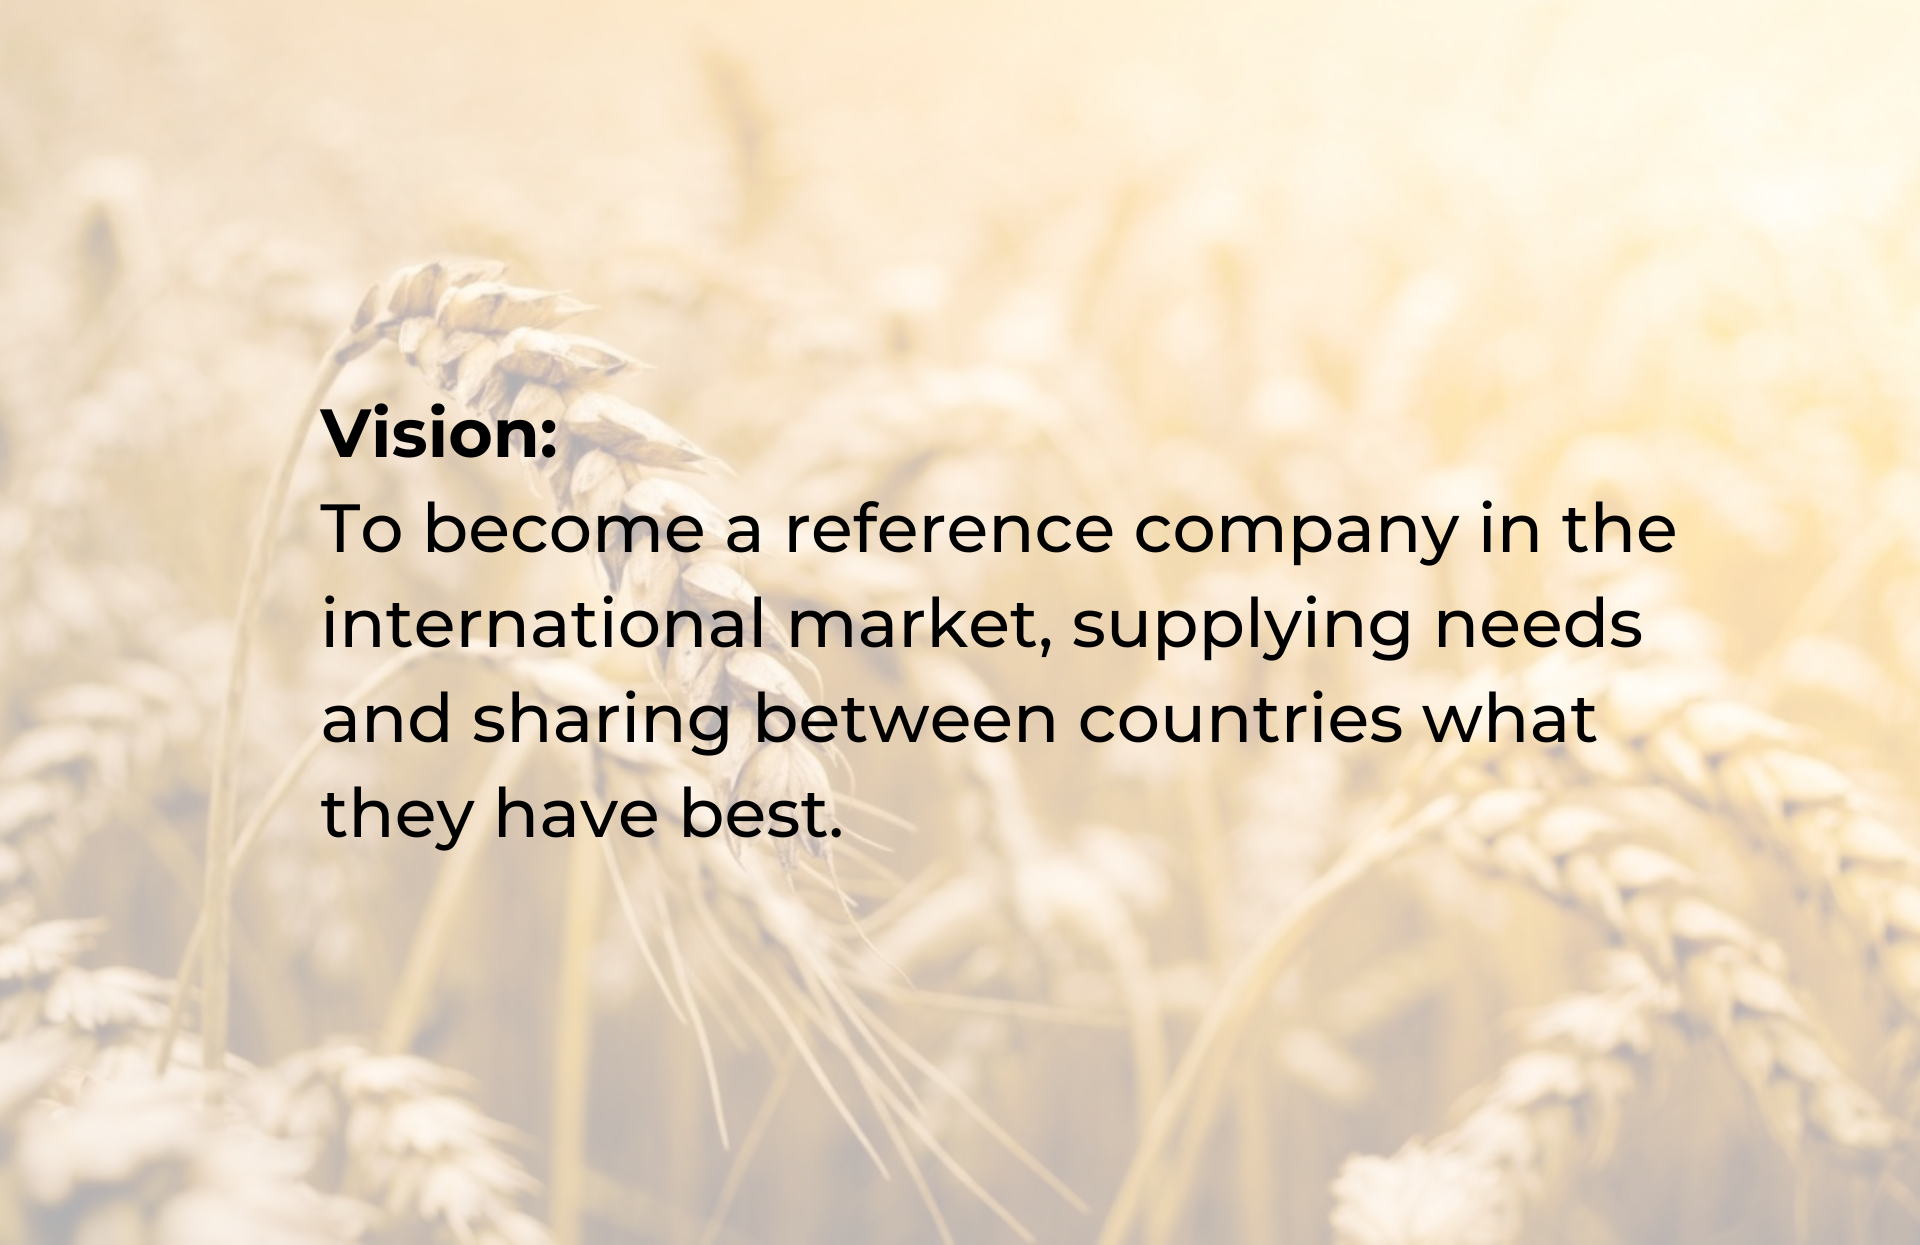 Vision:
To become a reference company in the
international market, supplying needs
and sharing between countries what
they have best.